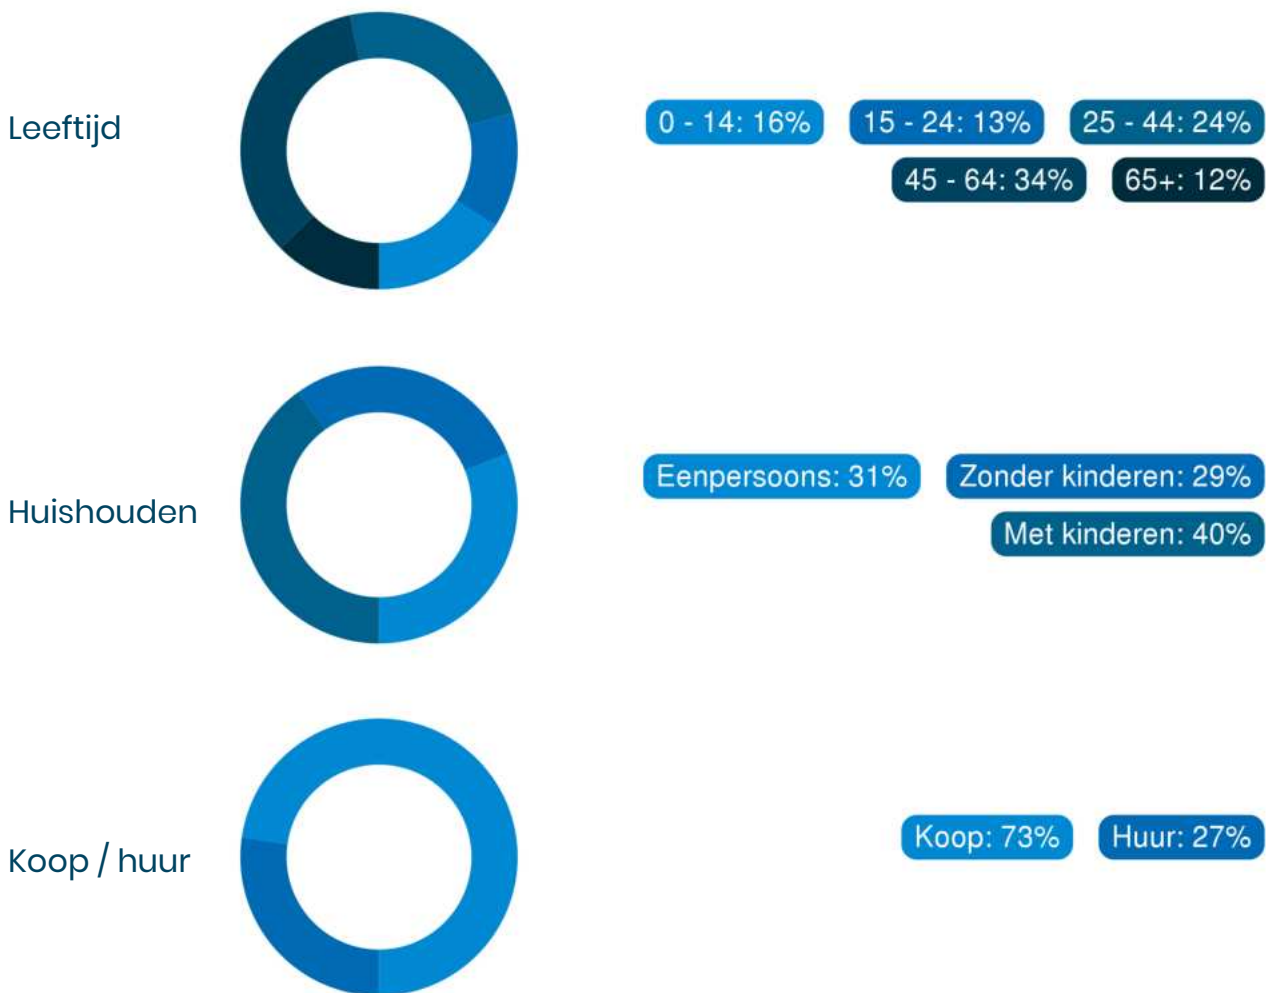 Leeftijd
0 - 14: 16% 15 - 24: 13% 25 - 44: 24%
45 - 64: 34% 65+: 12%
Huishouden
Eenpersoons: 31% Zonder kinderen: 29%
Met kinderen: 40%
Koop / huur
Koop: 73% Huur: 27%